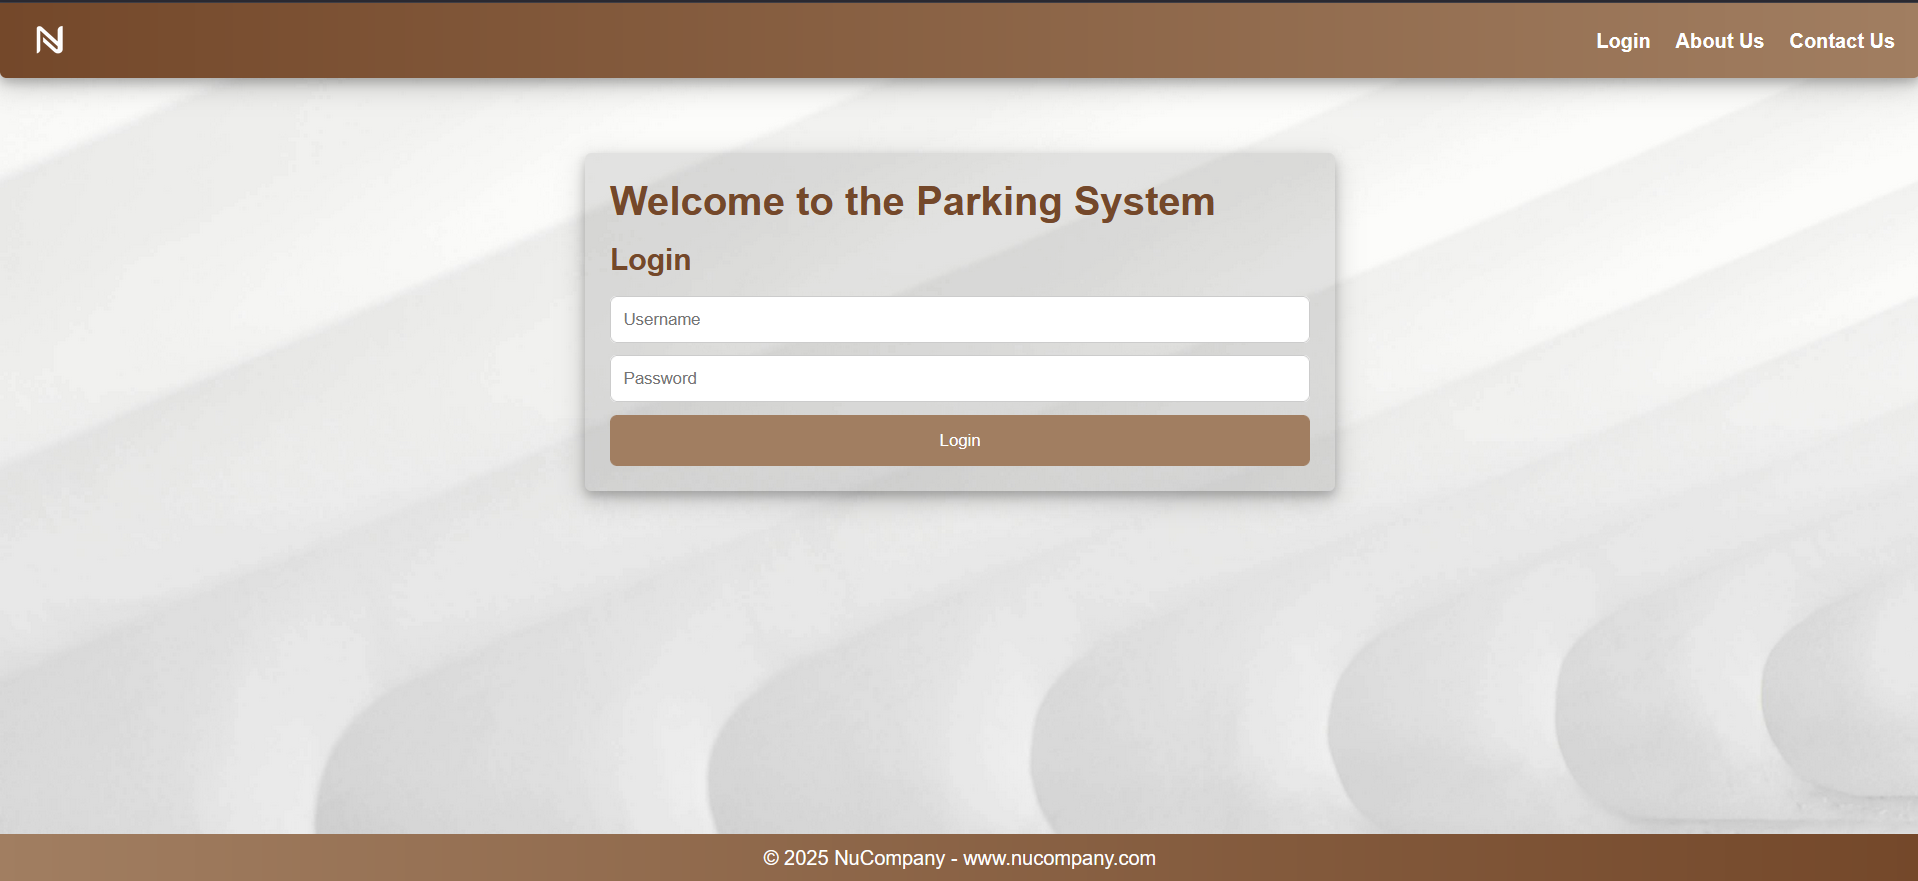 N
Login About Us Contact Us
Welcome to the Parking System
Login
Username
Password
Login
© 2025 NuCompany - www.nucompany.com